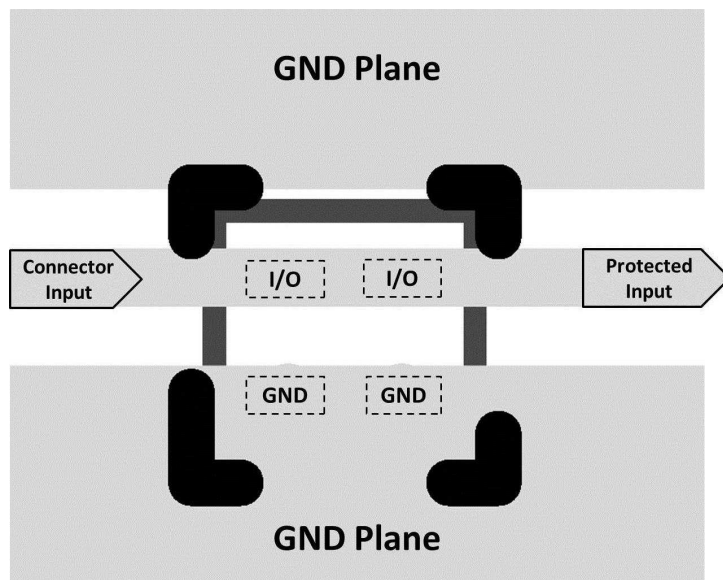 GND Plane
Connector
Input
I/O
I/O
Protected
Input
GND
GND
GND Plane